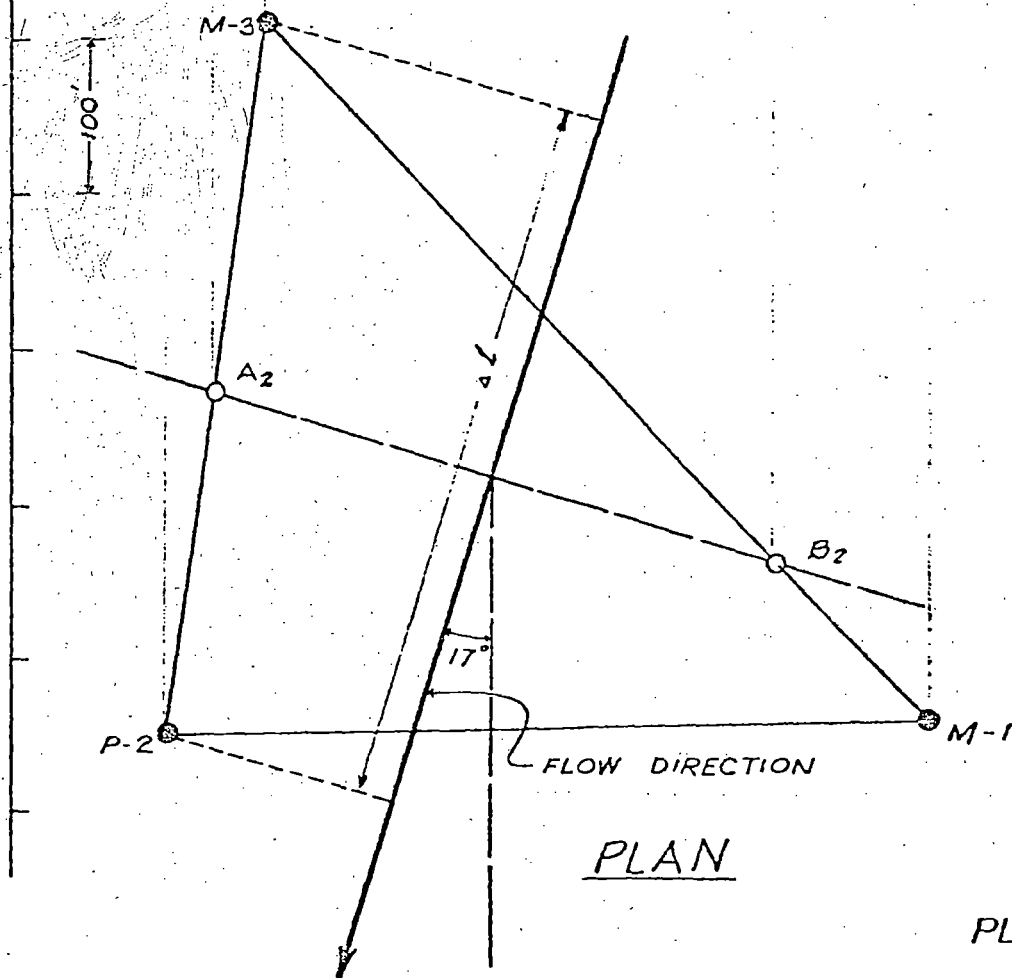 M-3
100'
Δl
A2
B2
17°
P-2
M-1
FLOW DIRECTION
PLAN
PL